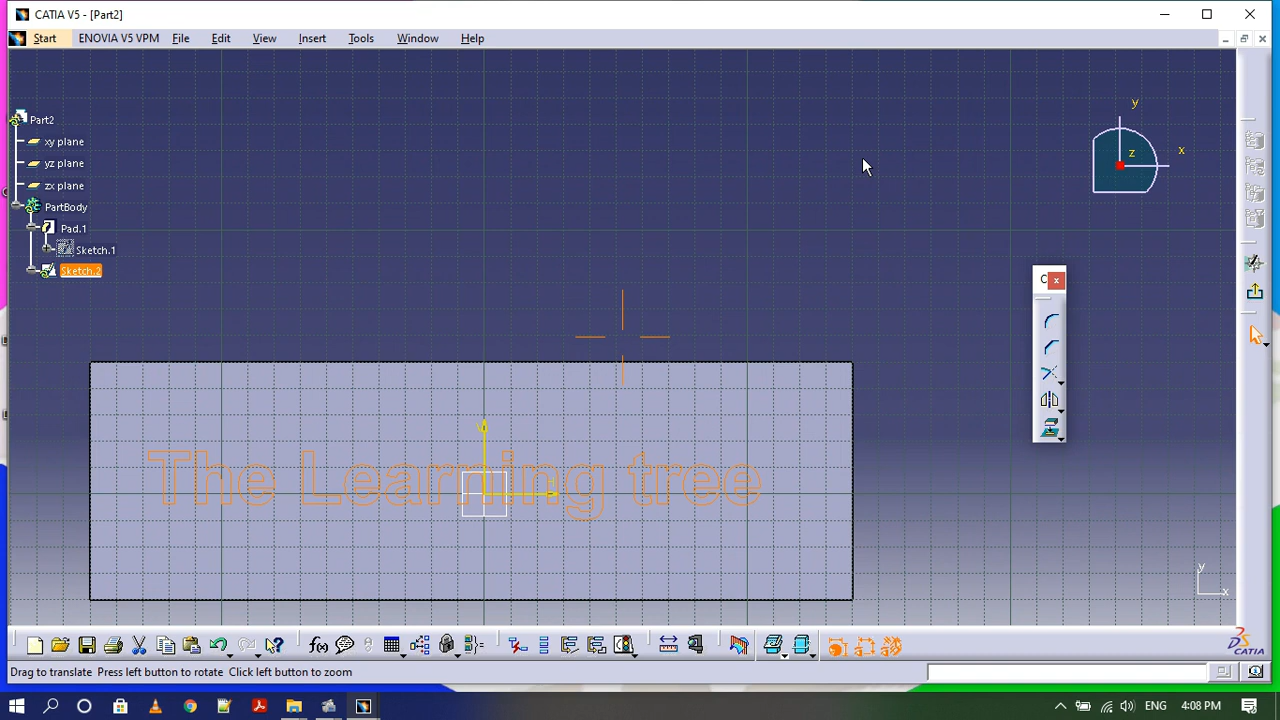 CATIA V5 - [Part2]
Start ENOVIA V5 VPM File Edit View Insert Tools Window Help
Part2
xy plane
yz plane
zx plane
PartBody
Pad.1
Sketch.1
Sketch.2
y
x
z
C
The Learning tree
y
x
f(x)
CATIA
Drag to translate Press left button to rotate Click left button to zoom
ENG 4:08 PM